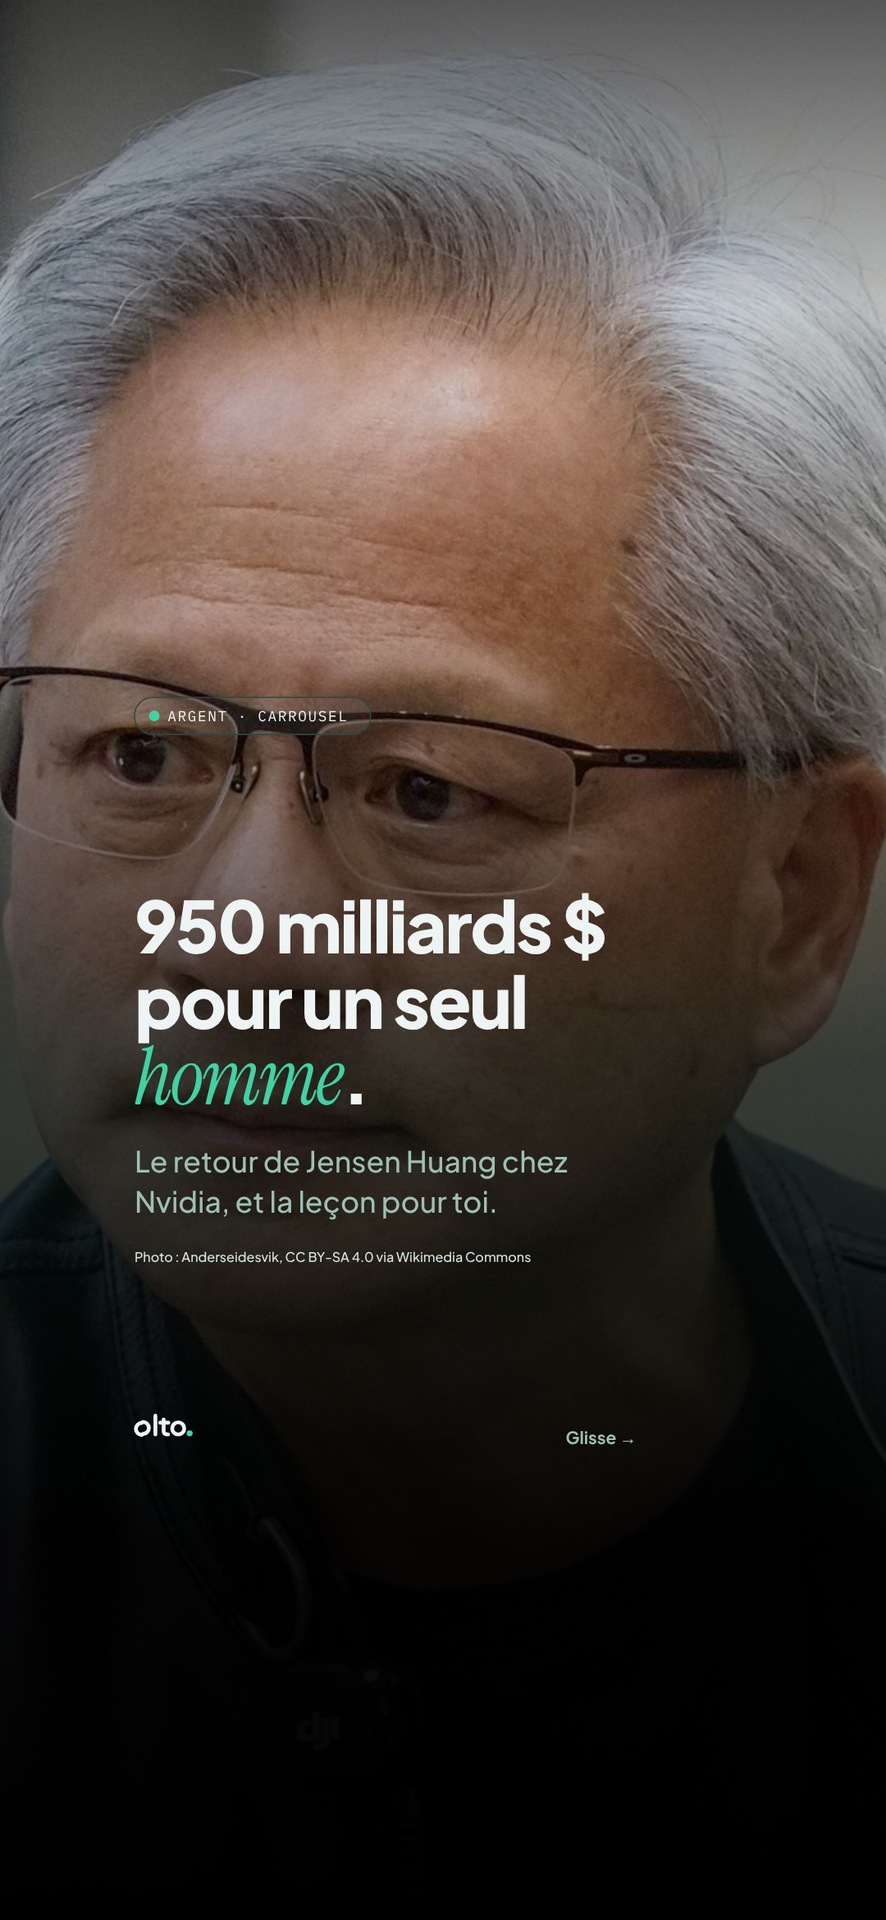 ARGENT · CARROUSEL
950 milliards $
pour un seul
homme.
Le retour de Jensen Huang chez
Nvidia, et la leçon pour toi.
Photo : Anderseidesvik, CC BY-SA 4.0 via Wikimedia Commons
olto.
Glisse →
dji